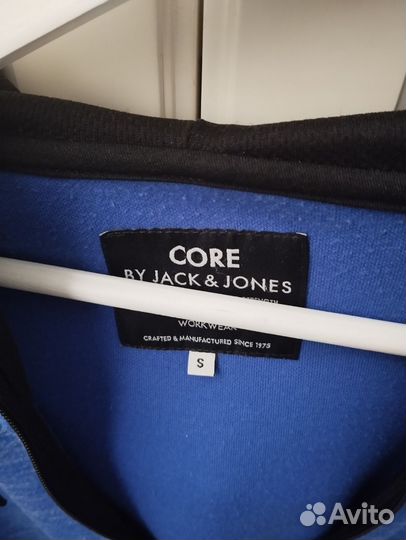 CORE
BY JACK & JONES
WORKWEAR
CRAFTED & MANUFACTURED SINCE 1975
S
Avito